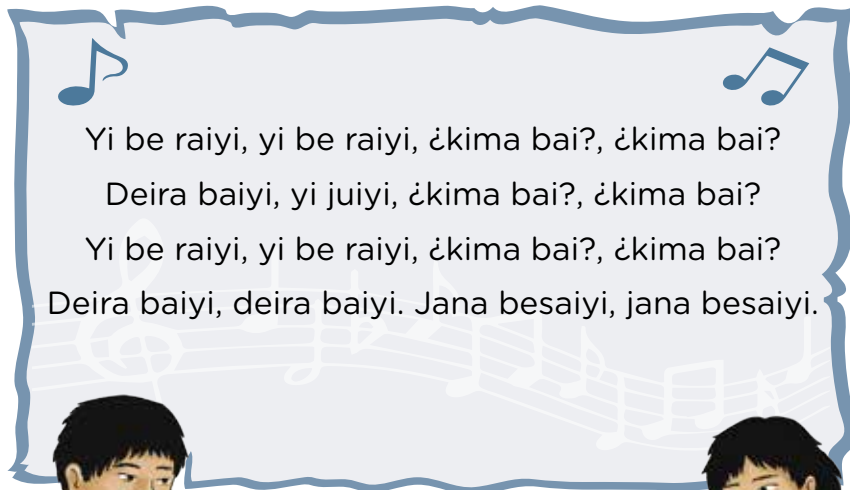 Yi be raiyi, yi be raiyi, ¿kima bai?, ¿kima bai?
Deira baiyi, yi juiyi, ¿kima bai?, ¿kima bai?
Yi be raiyi, yi be raiyi, ¿kima bai?, ¿kima bai?
Deira baiyi, deira baiyi. Jana besaiyi, jana besaiyi.